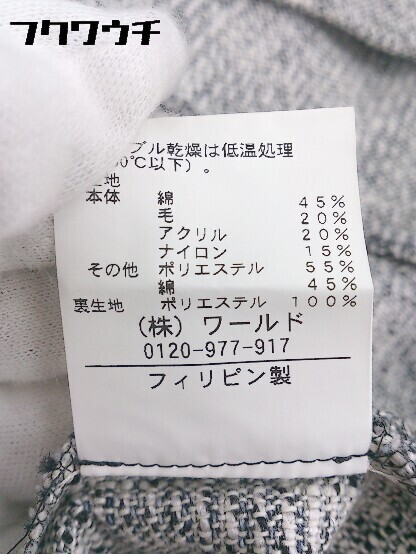 フクワウチ
ブル乾燥は低温処理
0℃以下)。
地
本体 綿 45%
毛 20%
アクリル 20%
ナイロン 15%
その他 ポリエステル 55%
綿 45%
裏生地 ポリエステル 100%
(株) ワールド
0120-977-917
フィリピン製